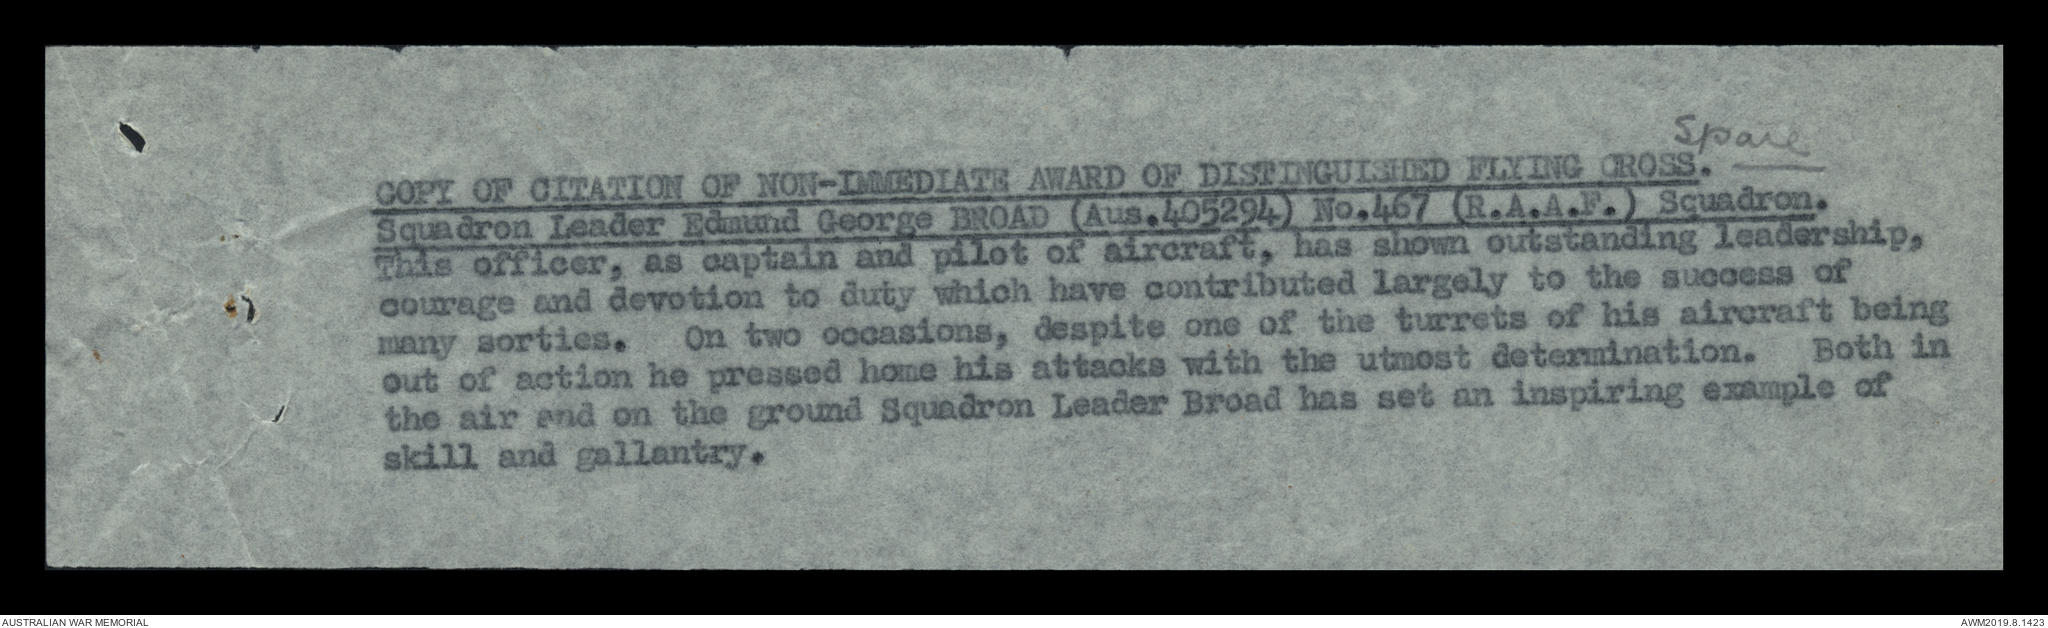 Spare
COPY OF CITATION OF NON-IMMEDIATE AWARD OF DISTINGUISHED FLYING CROSS.
Squadron Leader Edmund George BROAD (Aus.405294) No.467 (R.A.A.F.) Squadron.
This officer, as captain and pilot of aircraft, has shown outstanding leadership,
courage and devotion to duty which have contributed largely to the success of
many sorties. On two occasions, despite one of the turrets of his aircraft being
out of action he pressed home his attacks with the utmost determination. Both in
the air and on the ground Squadron Leader Broad has set an inspiring example of
skill and gallantry.
AUSTRALIAN WAR MEMORIAL
AWM2019.8.1423